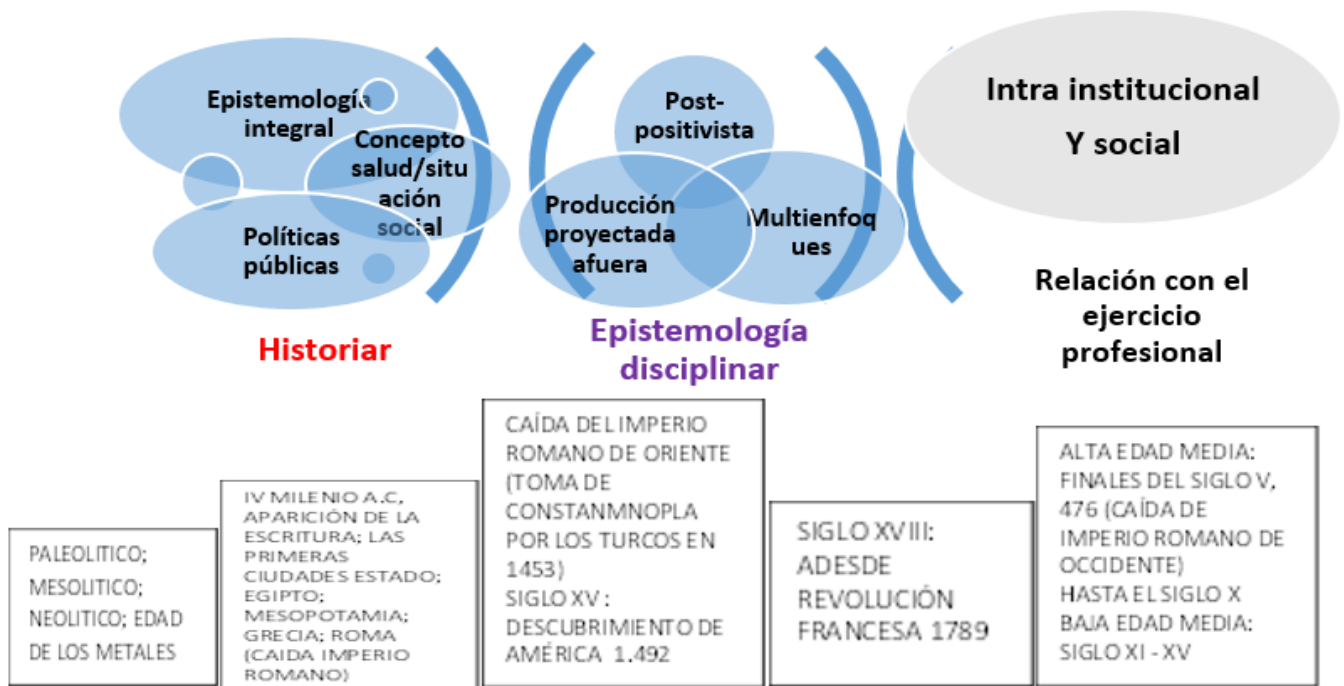 Epistemología
integral
Concepto
salud/situ
ación
social
Políticas
públicas
Historiar
Post-
positivista
Producción
proyectada
afuera
Multienfoq
ues
Epistemología
disciplinar
Intra institucional
Y social
Relación con el
ejercicio
profesional
PALEOLITICO;
MESOLITICO;
NEOLITICO; EDAD
DE LOS METALES
IV MILENIO A.C,
APARICIÓN DE LA
ESCRITURA; LAS
PRIMERAS
CIUDADES ESTADO;
EGIPTO;
MESOPOTAMIA;
GRECIA; ROMA
(CAIDA IMPERIO
ROMANO)
CAÍDA DEL IMPERIO
ROMANO DE ORIENTE
(TOMA DE
CONSTANMNOPLA
POR LOS TURCOS EN
1453)
SIGLO XV :
DESCUBRIMIENTO DE
AMÉRICA 1.492
SIGLO XVIII:
ADESDE
REVOLUCIÓN
FRANCESA 1789
ALTA EDAD MEDIA:
FINALES DEL SIGLO V,
476 (CAÍDA DE
IMPERIO ROMANO DE
OCCIDENTE)
HASTA EL SIGLO X
BAJA EDAD MEDIA:
SIGLO XI - XV